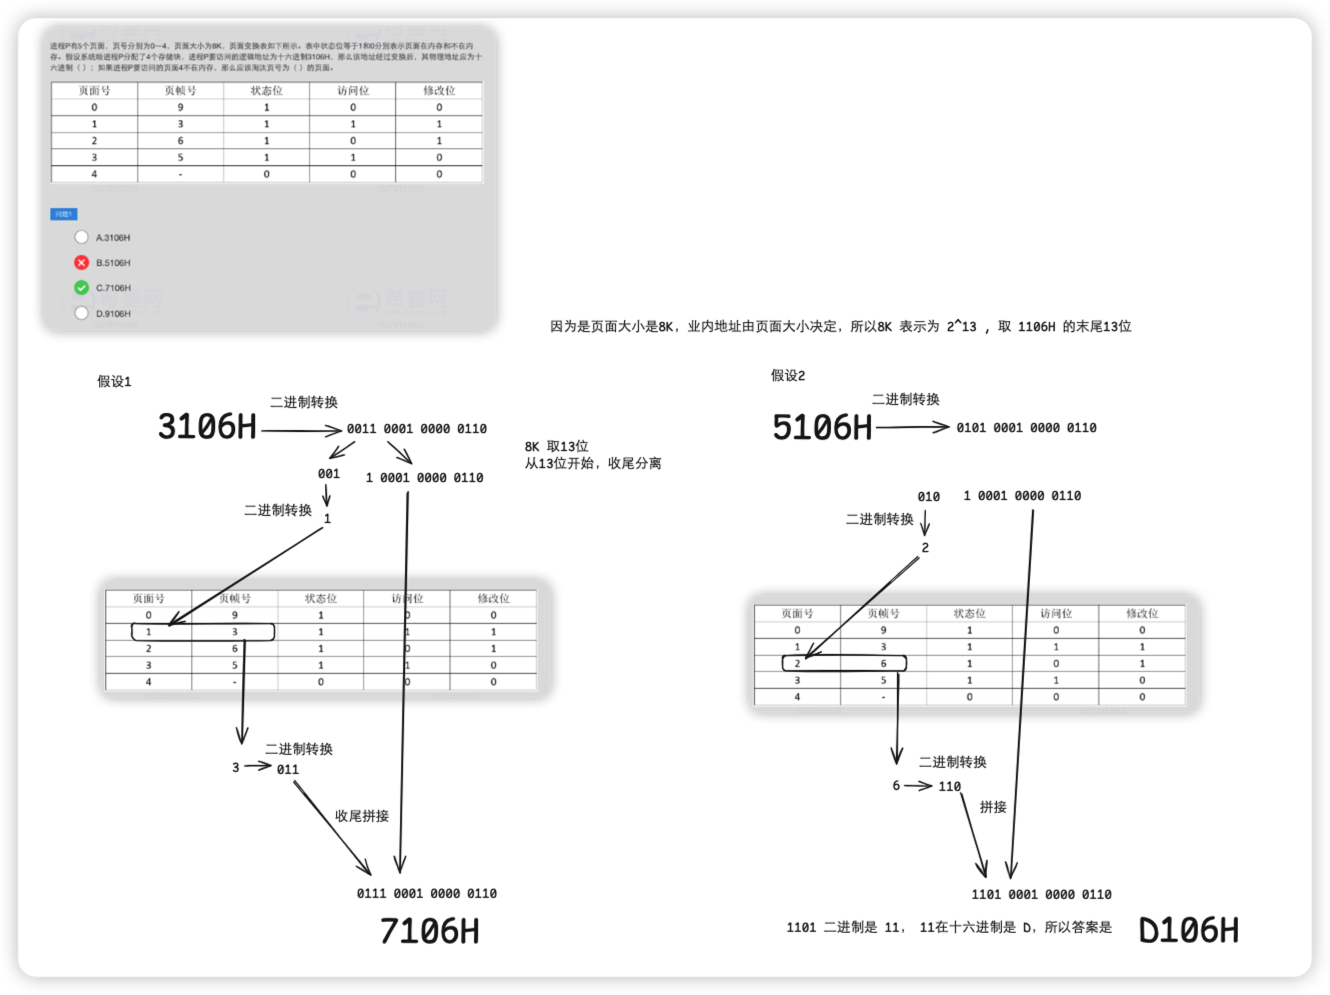 进程P有5个页面，页号分别为0～4，页面大小为8K，页面变换表如下所示。表中状态位等于1和0分别表示页面在内存和不在内
存。假设系统给进程P分配了4个存储块，进程P要访问的逻辑地址为十六进制3106H，那么该地址经过变换后，其物理地址应为十
六进制（ ）；如果进程P要访问的页面4不在内存，那么应该淘汰页号为（ ）的页面。
页面号 页帧号 状态位 访问位 修改位
0 9 1 0 0
1 3 1 1 1
2 6 1 0 1
3 5 1 1 0
4 - 0 0 0
问题1
A.3106H
B.5106H
C.7106H
D.9106H
因为是页面大小是8K，业内地址由页面大小决定，所以8K 表示为 2^13 ，取 1106H 的末尾13位
假设1
二进制转换
3106H
0011 0001 0000 0110
8K 取13位
从13位开始，收尾分离
001
1 0001 0000 0110
二进制转换
1
页面号 页帧号 状态位 访问位 修改位
0 9 1 0 0
1 3 1 1 1
2 6 1 0 1
3 5 1 1 0
4 - 0 0 0
二进制转换
3
011
收尾拼接
0111 0001 0000 0110
7106H
假设2
二进制转换
5106H
0101 0001 0000 0110
010
1 0001 0000 0110
二进制转换
2
页面号 页帧号 状态位 访问位 修改位
0 9 1 0 0
1 3 1 1 1
2 6 1 0 1
3 5 1 1 0
4 - 0 0 0
二进制转换
6
110
拼接
1101 0001 0000 0110
1101 二进制是 11， 11在十六进制是 D，所以答案是
D106H